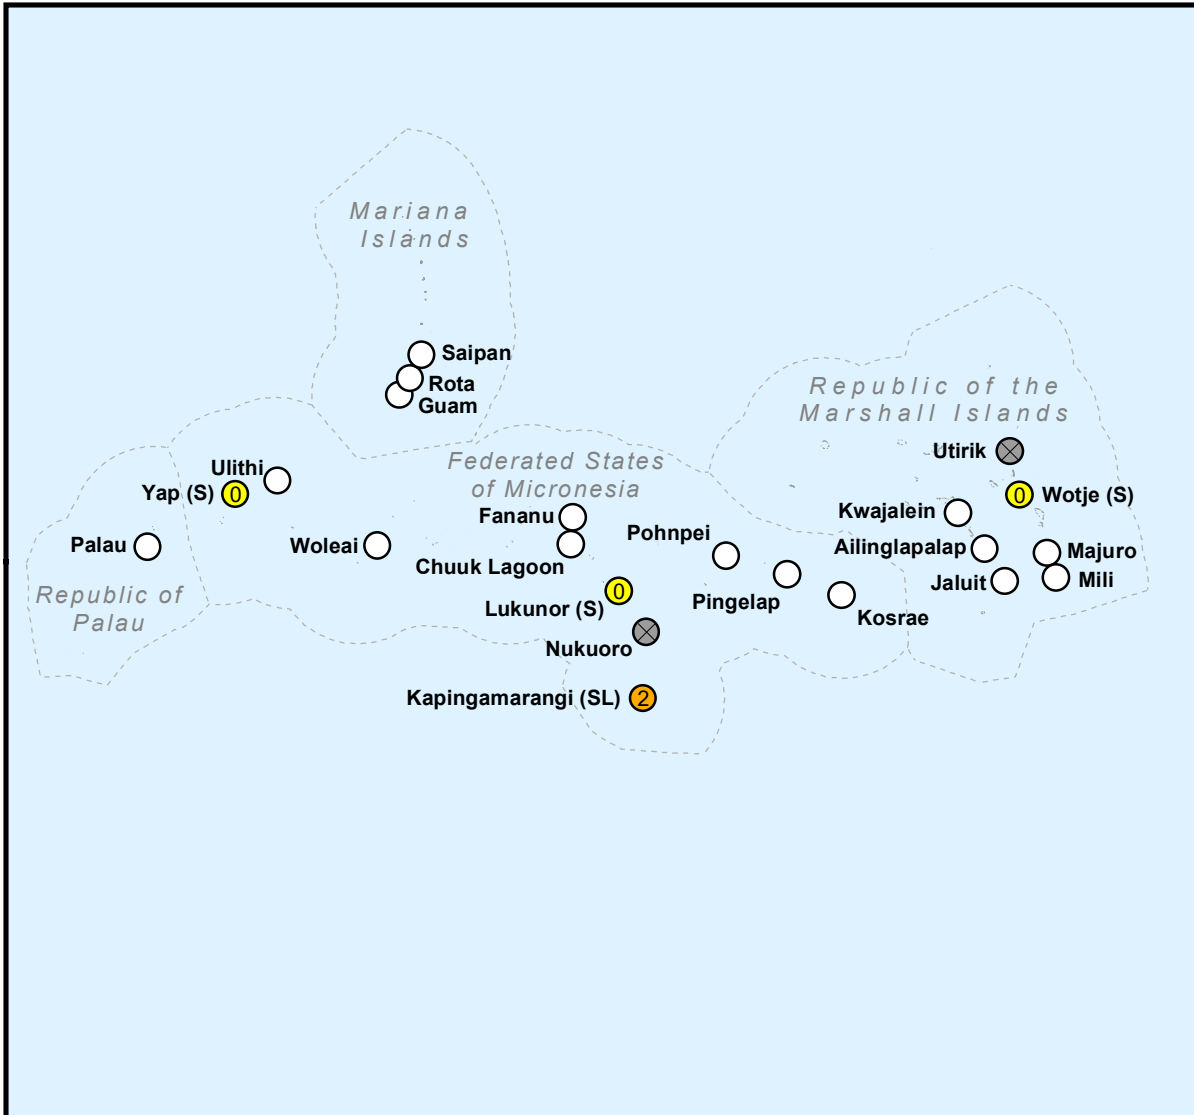 Mariana
Islands
Saipan
Rota
Guam
Republic of the
Marshall Islands
Utirik
Federated States
of Micronesia
Ulithi
Yap (S)
0
0
Wotje (S)
Kwajalein
Fananu
Pohnpei
Palau
Woleai
Chuuk Lagoon
Ailinglapalap
Majuro
Mili
Jaluit
Republic of
Palau
Lukunor (S)
0
Pingelap
Kosrae
Nukuoro
Kapingamarangi (SL)
2